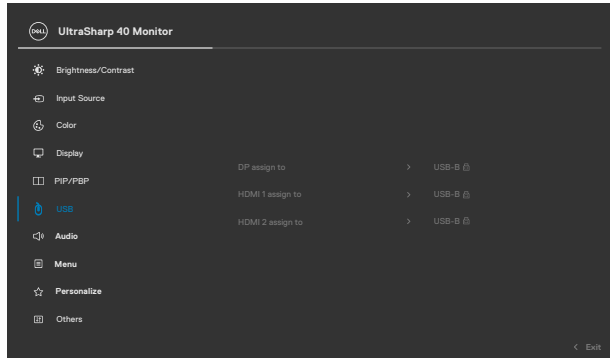 DELL UltraSharp 40 Monitor
Brightness/Contrast
Input Source
Color
Display
DP assign to > USB-B
PIP/PBP
HDMI 1 assign to > USB-B
USB
HDMI 2 assign to > USB-B
Audio
Menu
Personalize
Others
< Exit